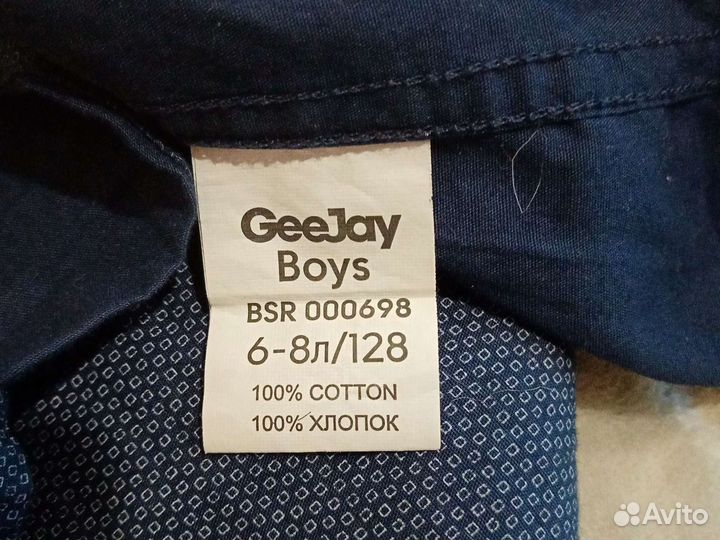 GeeJay
Boys
BSR 000698
6-8л/128
100% COTTON
100% ХЛОПОК
Avito